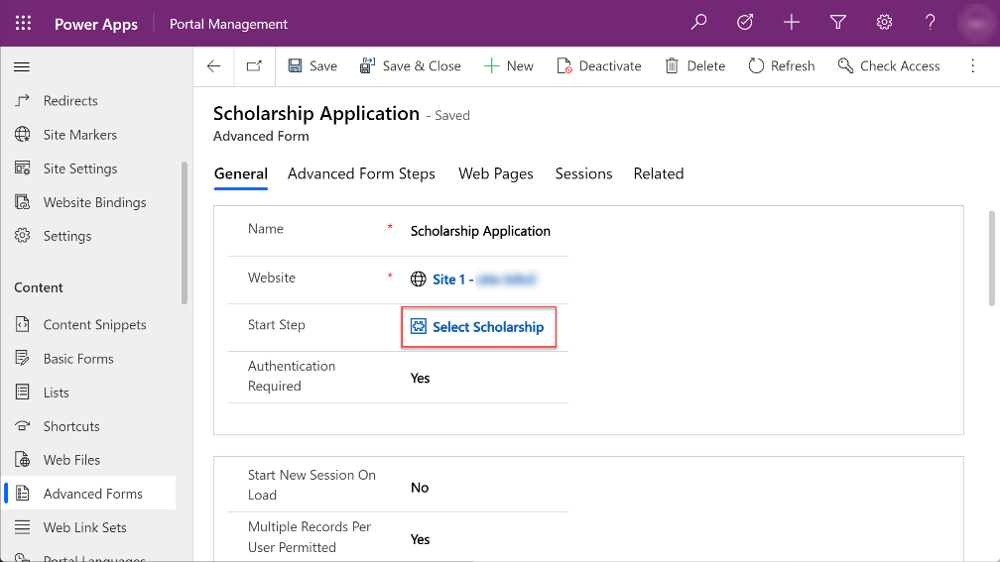 Power Apps
Portal Management
Save
Save & Close
New
Deactivate
Delete
Refresh
Check Access
Redirects
Site Markers
Site Settings
Website Bindings
Settings
Content
Content Snippets
Basic Forms
Lists
Shortcuts
Web Files
Advanced Forms
Web Link Sets
Portal Languages
Scholarship Application - Saved
Advanced Form
General
Advanced Form Steps
Web Pages
Sessions
Related
Name * Scholarship Application
Website * Site 1 -
Start Step Select Scholarship
Authentication
Required
Yes
Start New Session On
Load
No
Multiple Records Per
User Permitted
Yes